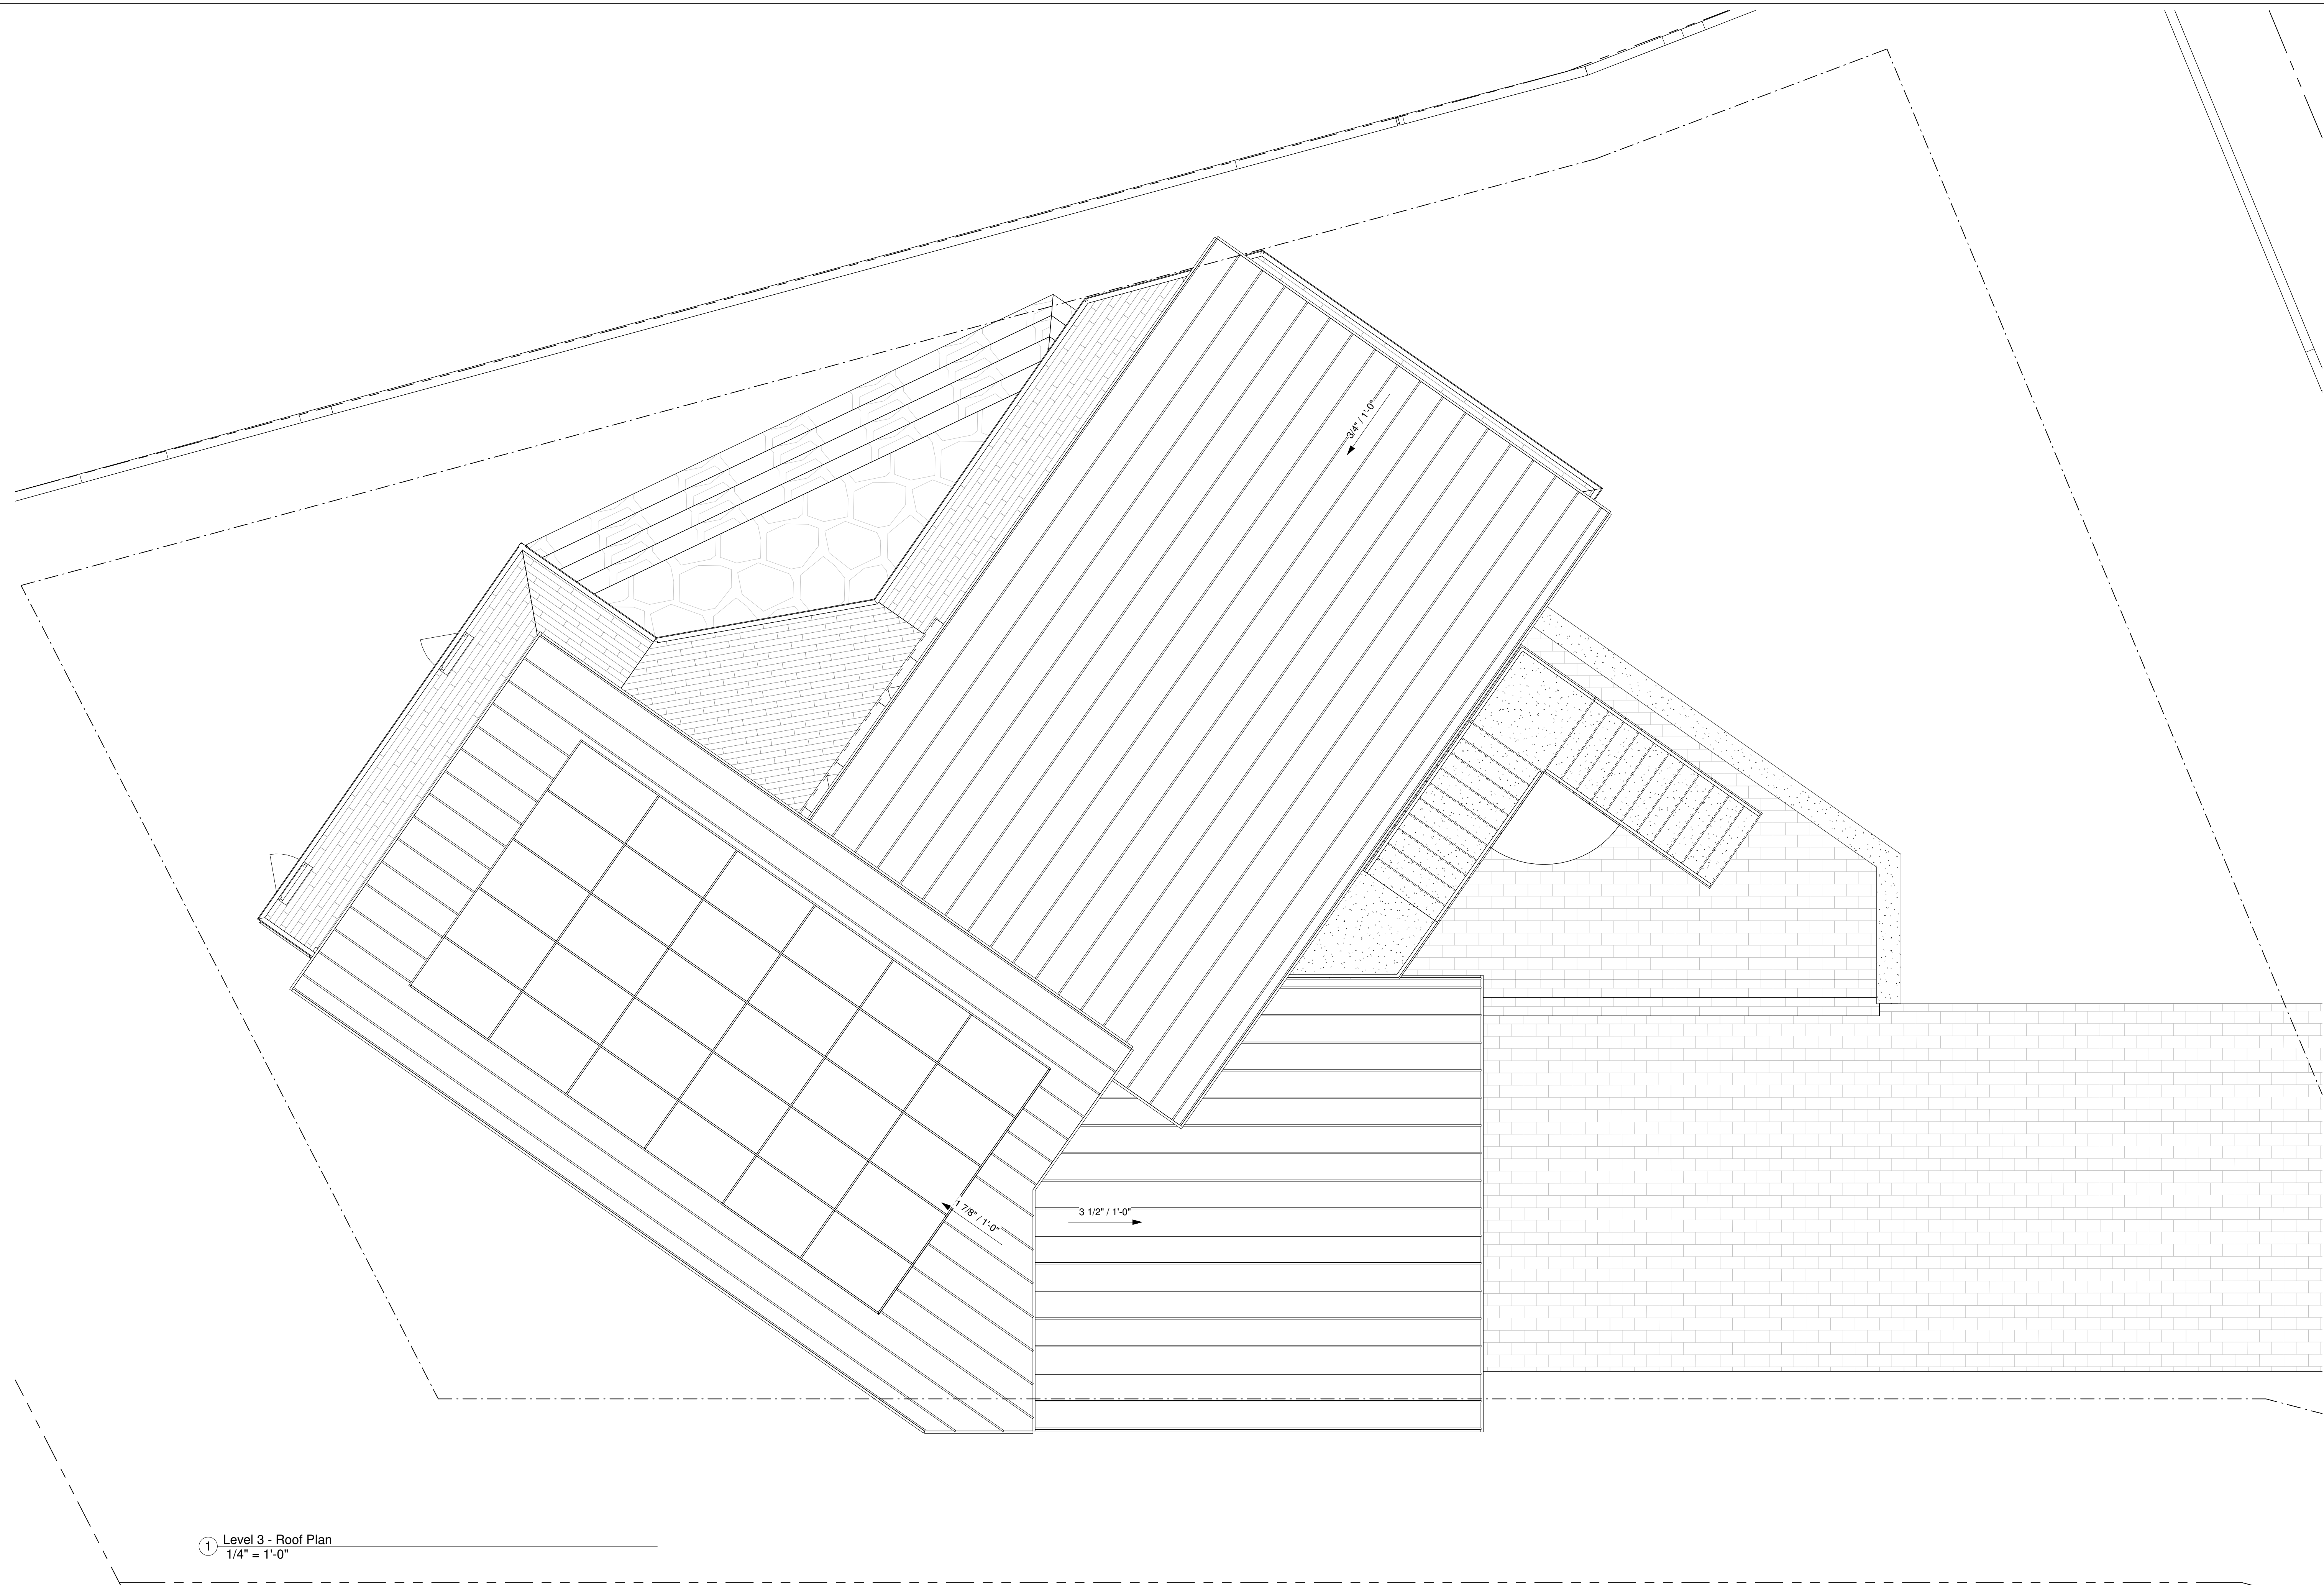 3/4" / 1'-0"
1 7/8" / 1'-0"
3 1/2" / 1'-0"
1 Level 3 - Roof Plan
1/4" = 1'-0"